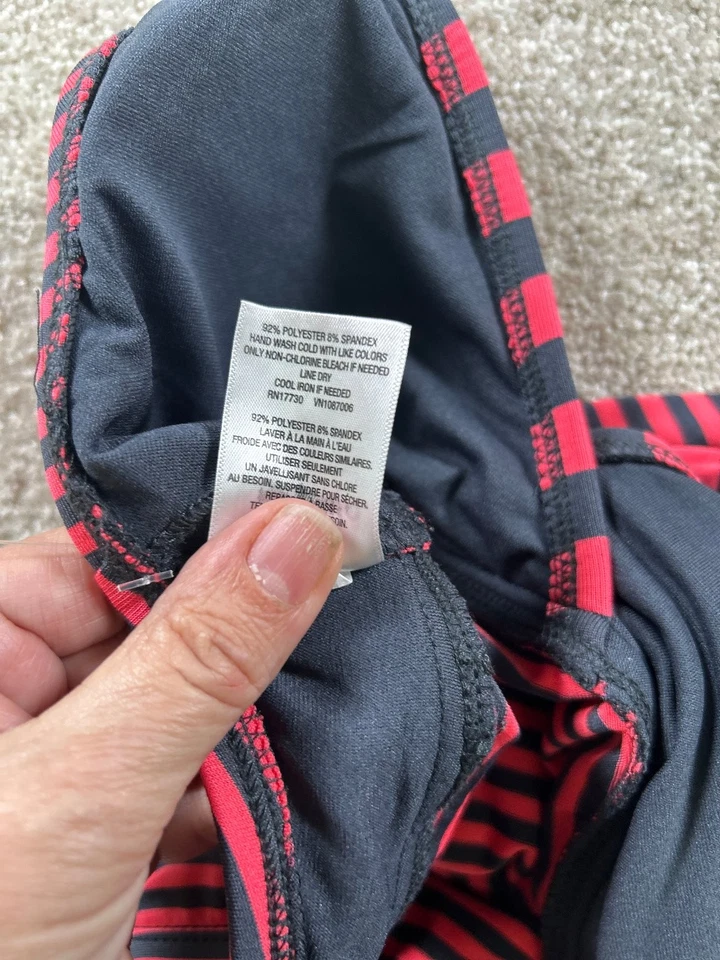 92% POLYESTER 8% SPANDEX
HAND WASH COLD WITH LIKE COLORS
ONLY NON-CHLORINE BLEACH IF NEEDED
LINE DRY
COOL IRON IF NEEDED
RN17730 VN1087006
92% POLYESTER 8% SPANDEX
LAVER À LA MAIN À L'EAU
FROIDE AVEC DES COULEURS SIMILAIRES.
UTILISER SEULEMENT
UN JAVELLISANT SANS CHLORE
AU BESOIN. SUSPENDRE POUR SÉCHER.
À BASSE